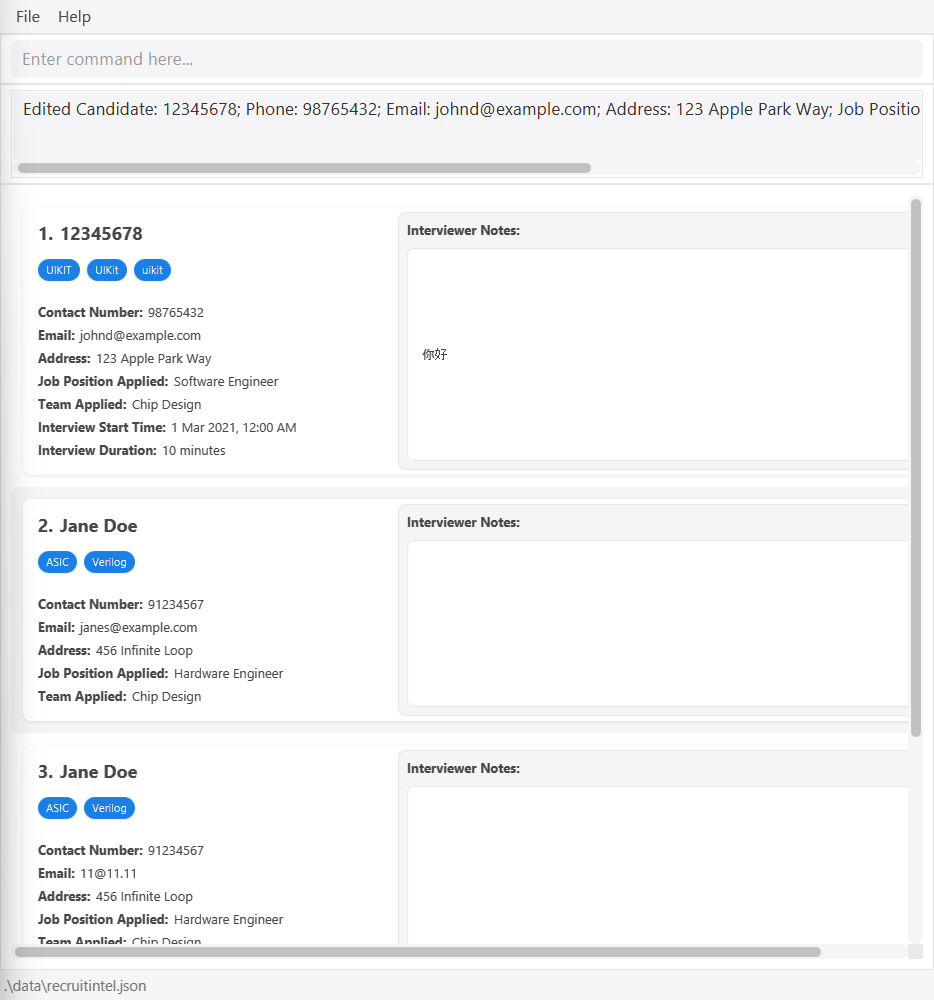 File Help
Enter command here...
Edited Candidate: 12345678; Phone: 98765432; Email: johnd@example.com; Address: 123 Apple Park Way; Job Positio
1. 12345678
UIKIT UIKit uikit
Contact Number: 98765432
Email: johnd@example.com
Address: 123 Apple Park Way
Job Position Applied: Software Engineer
Team Applied: Chip Design
Interview Start Time: 1 Mar 2021, 12:00 AM
Interview Duration: 10 minutes
Interviewer Notes:
你好
2. Jane Doe
ASIC Verilog
Contact Number: 91234567
Email: janes@example.com
Address: 456 Infinite Loop
Job Position Applied: Hardware Engineer
Team Applied: Chip Design
Interviewer Notes:
3. Jane Doe
ASIC Verilog
Contact Number: 91234567
Email: 11@11.11
Address: 456 Infinite Loop
Job Position Applied: Hardware Engineer
Team Applied: Chip Design
Interviewer Notes:
.\data\recruitintel.json